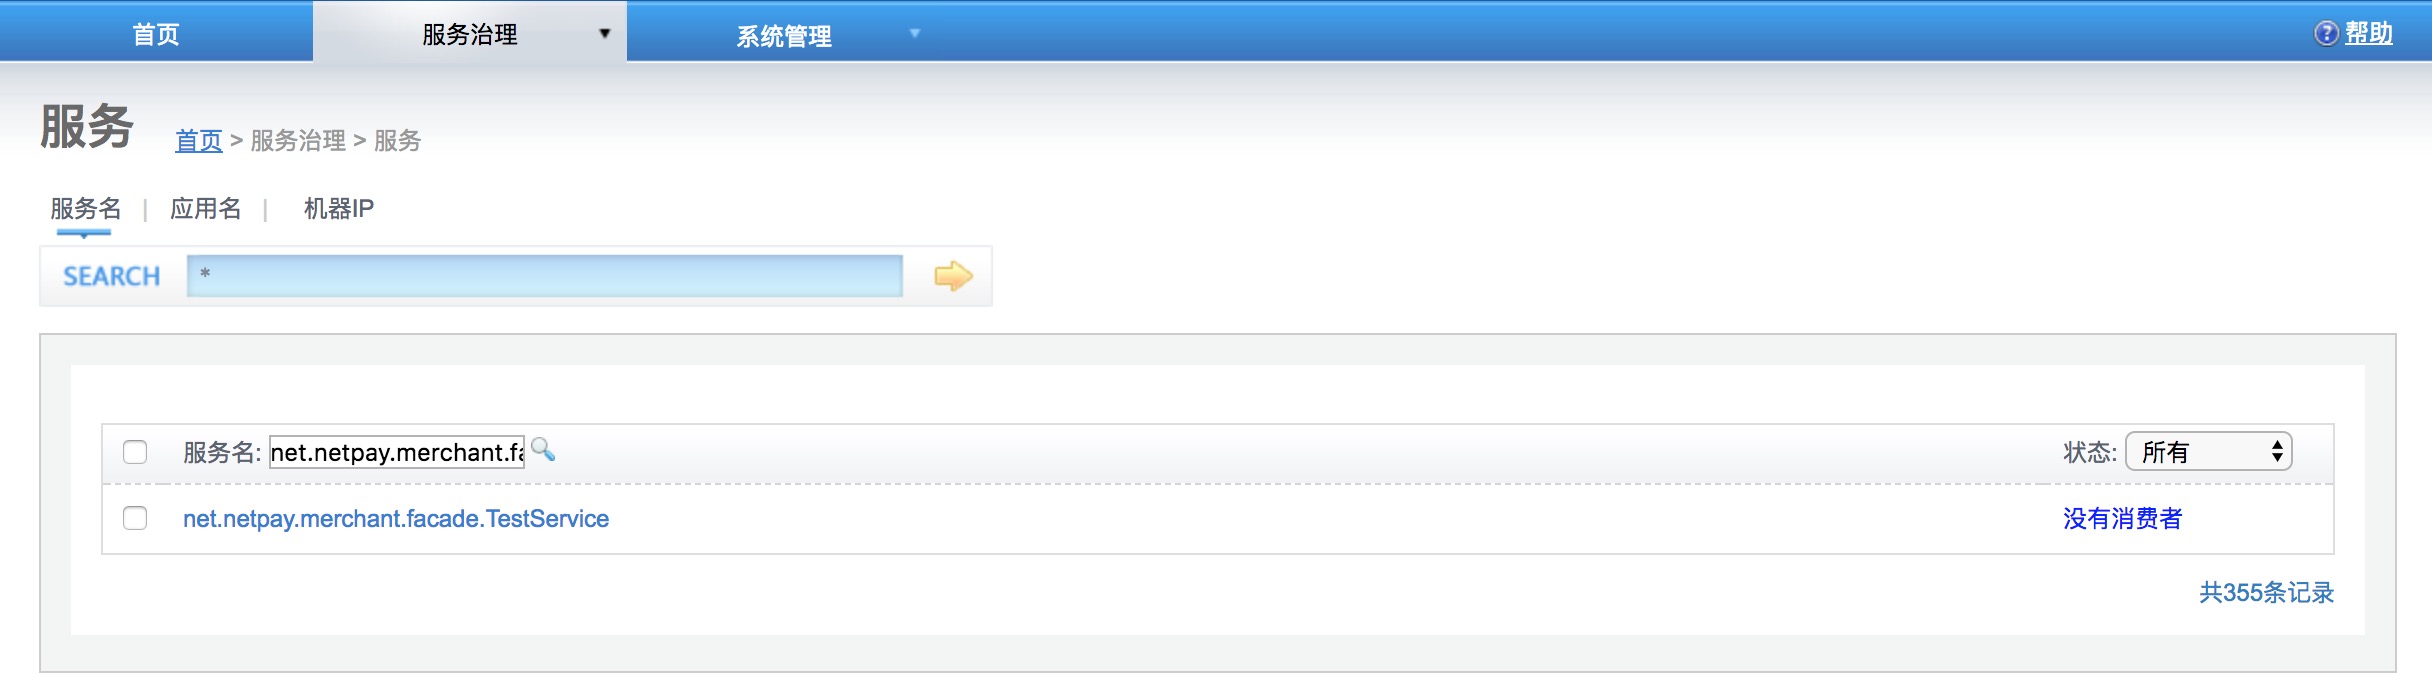 首页 服务治理 ▼ 系统管理 ▼ ? 帮助
服务 首页 > 服务治理 > 服务
服务名 | 应用名 | 机器IP
SEARCH *
服务名: net.netpay.merchant.fa 状态: 所有
net.netpay.merchant.facade.TestService 没有消费者
共355条记录